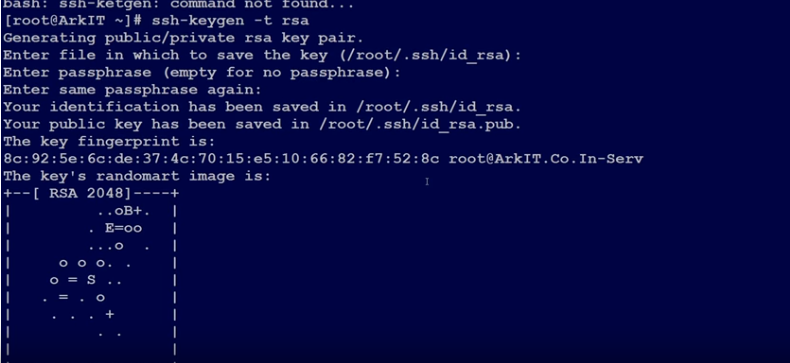 bash: ssh-ketgen: command not found...
[root@ArkIT ~]# ssh-keygen -t rsa
Generating public/private rsa key pair.
Enter file in which to save the key (/root/.ssh/id_rsa):
Enter passphrase (empty for no passphrase):
Enter same passphrase again:
Your identification has been saved in /root/.ssh/id_rsa.
Your public key has been saved in /root/.ssh/id_rsa.pub.
The key fingerprint is:
8c:92:5e:6c:de:37:4c:70:15:e5:10:66:82:f7:52:8c root@ArkIT.Co.In-Serv
The key's randomart image is:
+--[ RSA 2048]----+
|          ..oB+. |
|         . E=oo  |
|         ...o  . |
|      o o o. .   |
|     o = S ..    |
|    . = . o      |
|     . . . +     |
|          . .    |
|                 |